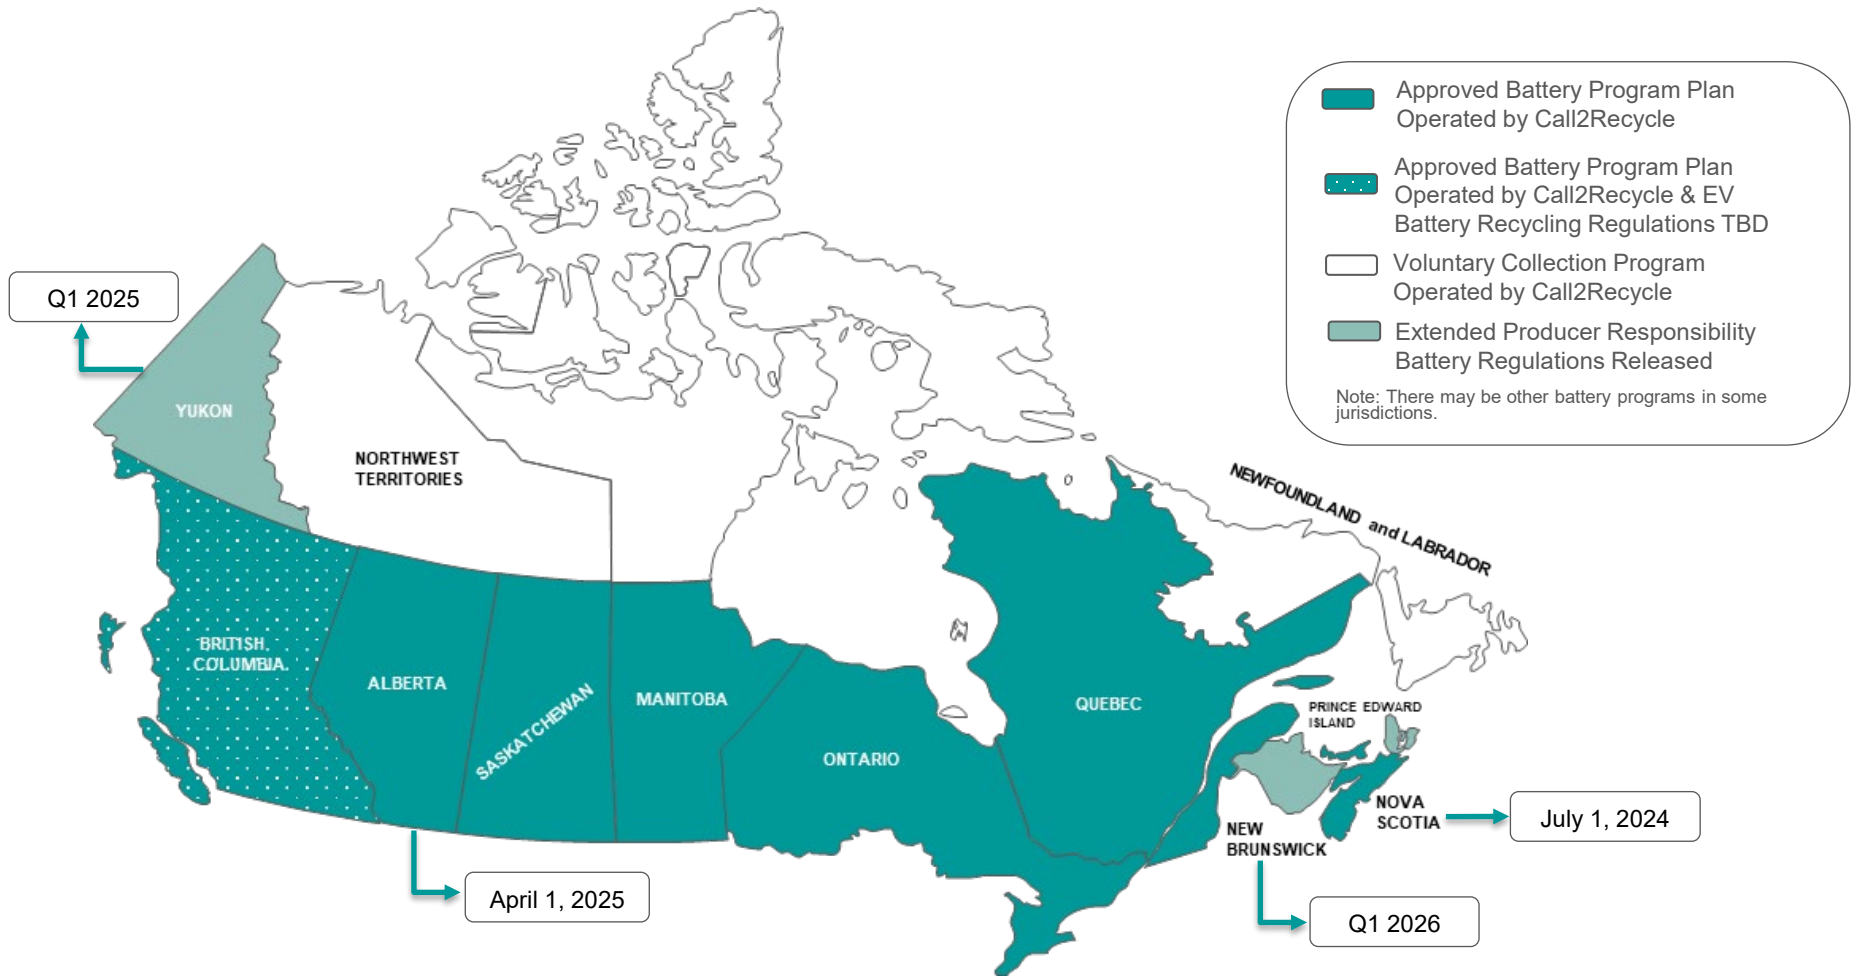 Approved Battery Program Plan
Operated by Call2Recycle
Approved Battery Program Plan
Operated by Call2Recycle & EV
Battery Recycling Regulations TBD
Voluntary Collection Program
Operated by Call2Recycle
Extended Producer Responsibility
Battery Regulations Released
Note: There may be other battery programs in some
jurisdictions.
Q1 2025
YUKON
NORTHWEST
TERRITORIES
NEWFOUNDLAND and LABRADOR
BRITISH
COLUMBIA
ALBERTA
SASKATCHEWAN
MANITOBA
ONTARIO
QUEBEC
PRINCE EDWARD
ISLAND
NOVA
SCOTIA
July 1, 2024
NEW
BRUNSWICK
April 1, 2025
Q1 2026